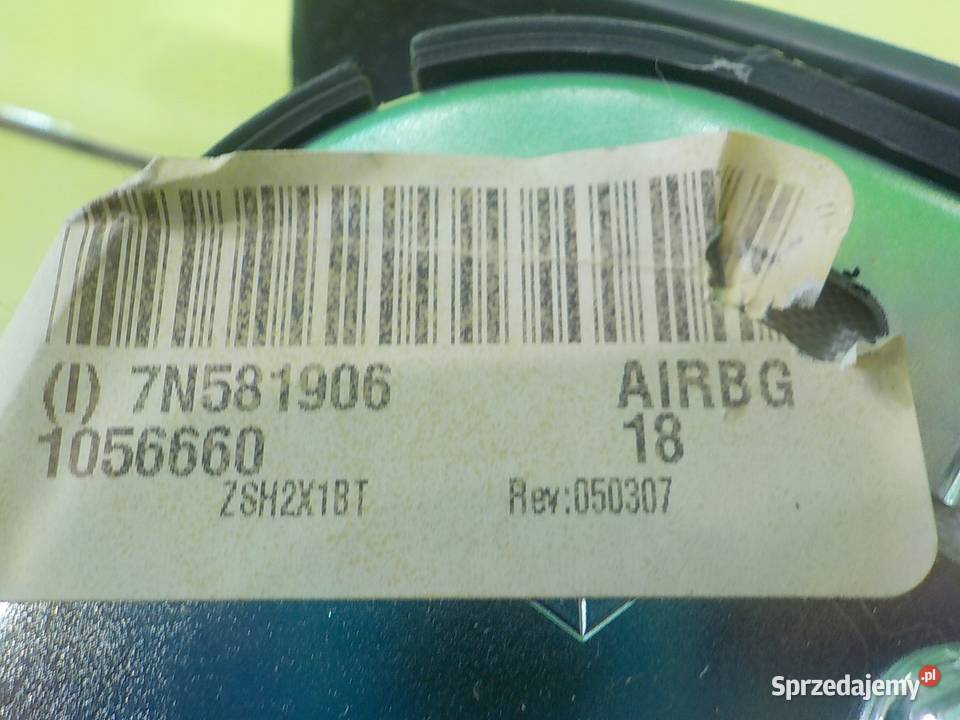 (I) 7N581906 AIRBG
1056660 18
ZSH2X1BT Rev:050307
Sprzedajemy.pl